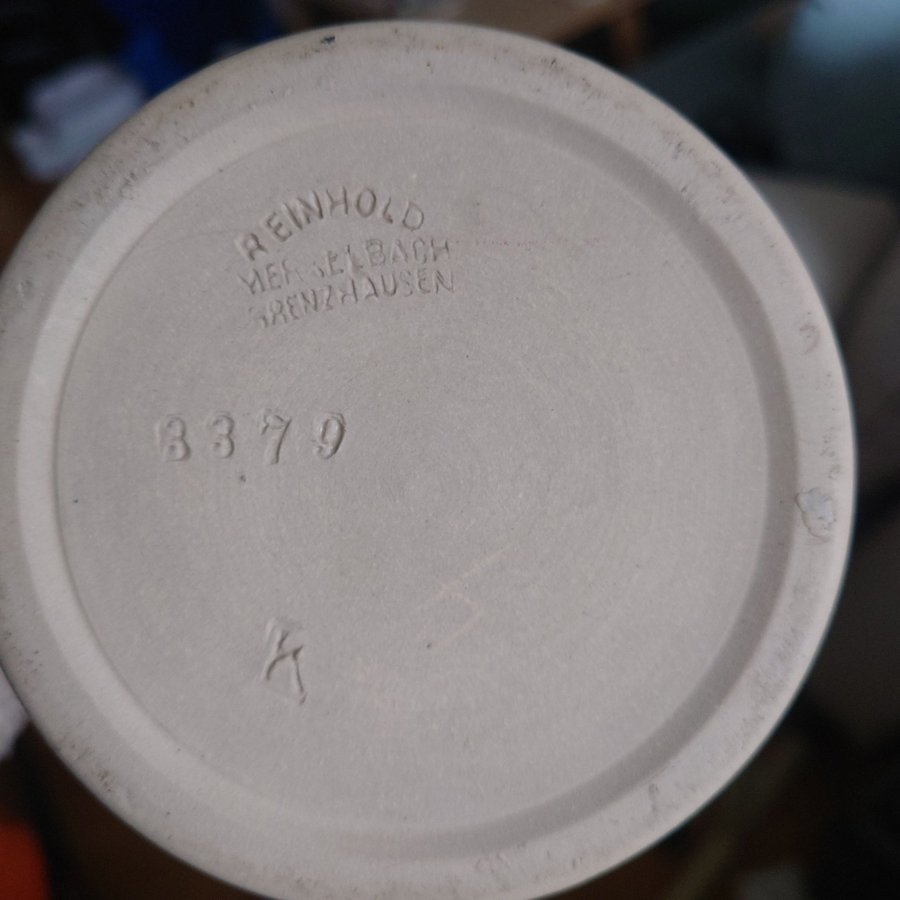 REINHOLD
MERKELBACH
GRENZHAUSEN
3379
K